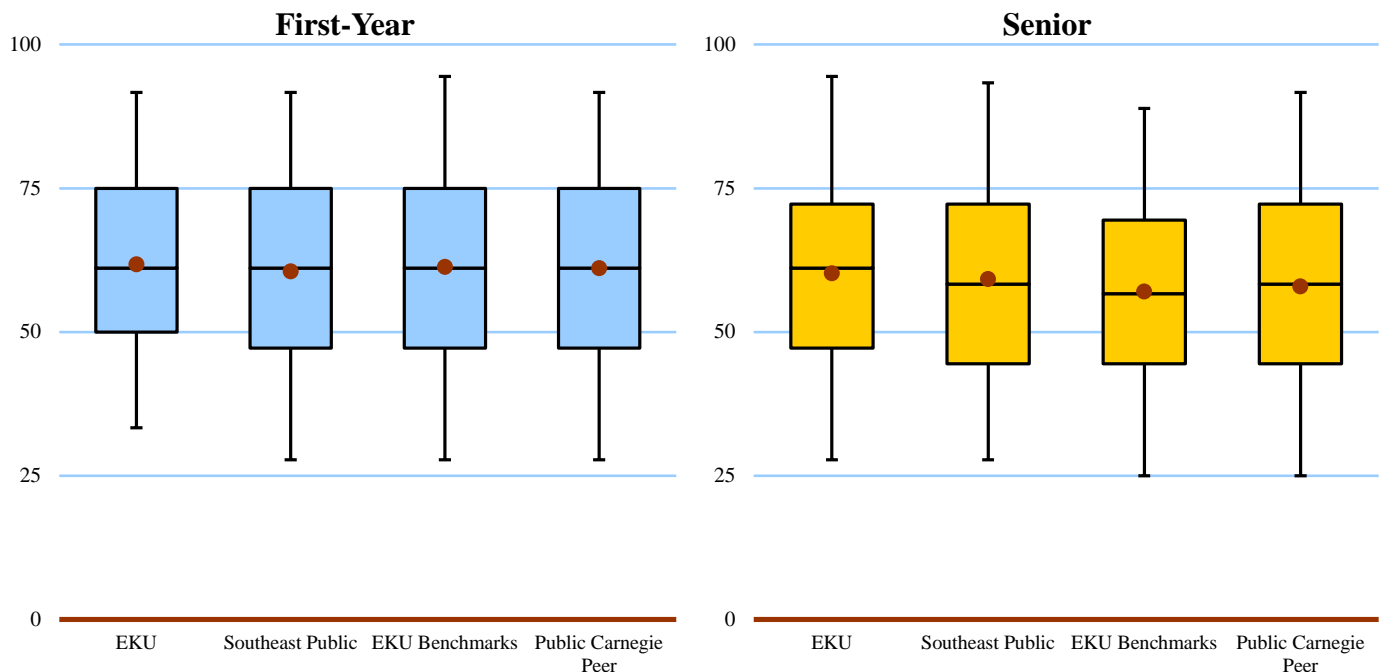 First-Year
100
75
50
25
0
EKU
Southeast Public
EKU Benchmarks
Public Carnegie
Peer
Senior
100
75
50
25
0
EKU
Southeast Public
EKU Benchmarks
Public Carnegie
Peer